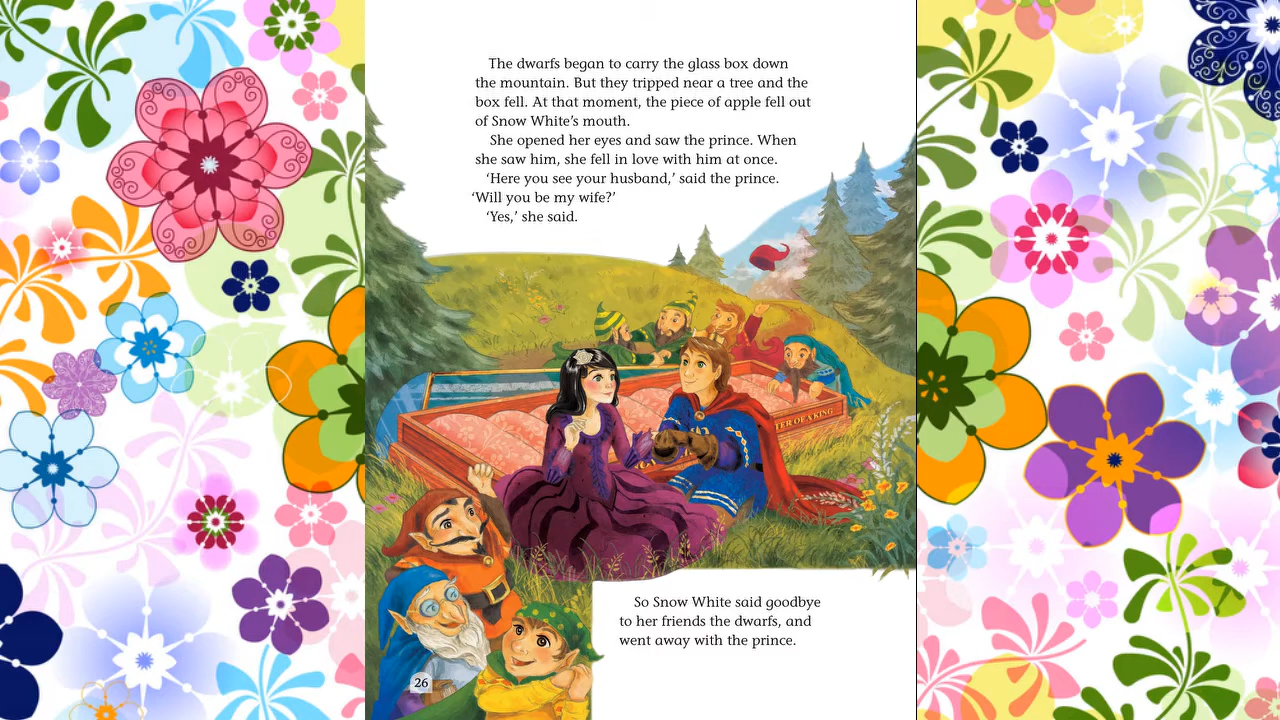 The dwarfs began to carry the glass box down
the mountain. But they tripped near a tree and the
box fell. At that moment, the piece of apple fell out
of Snow White’s mouth.
She opened her eyes and saw the prince. When
she saw him, she fell in love with him at once.
‘Here you see your husband,’ said the prince.
‘Will you be my wife?’
‘Yes,’ she said.
TER OF A KING
So Snow White said goodbye
to her friends the dwarfs, and
went away with the prince.
26